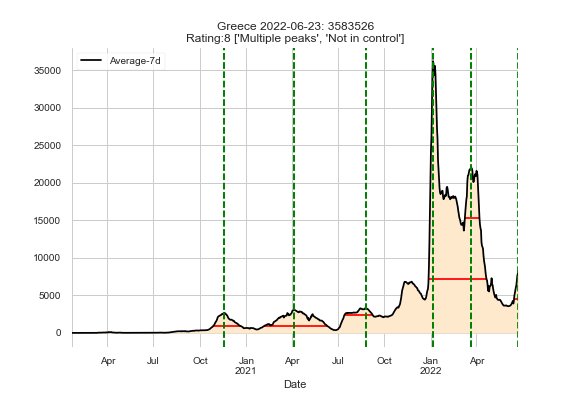 Greece 2022-06-23: 3583526
Rating:8 ['Multiple peaks', 'Not in control']
Average-7d
35000
30000
25000
20000
15000
10000
5000
0
Apr Jul Oct Jan Apr Jul Oct Jan Apr
2021 2022
Date